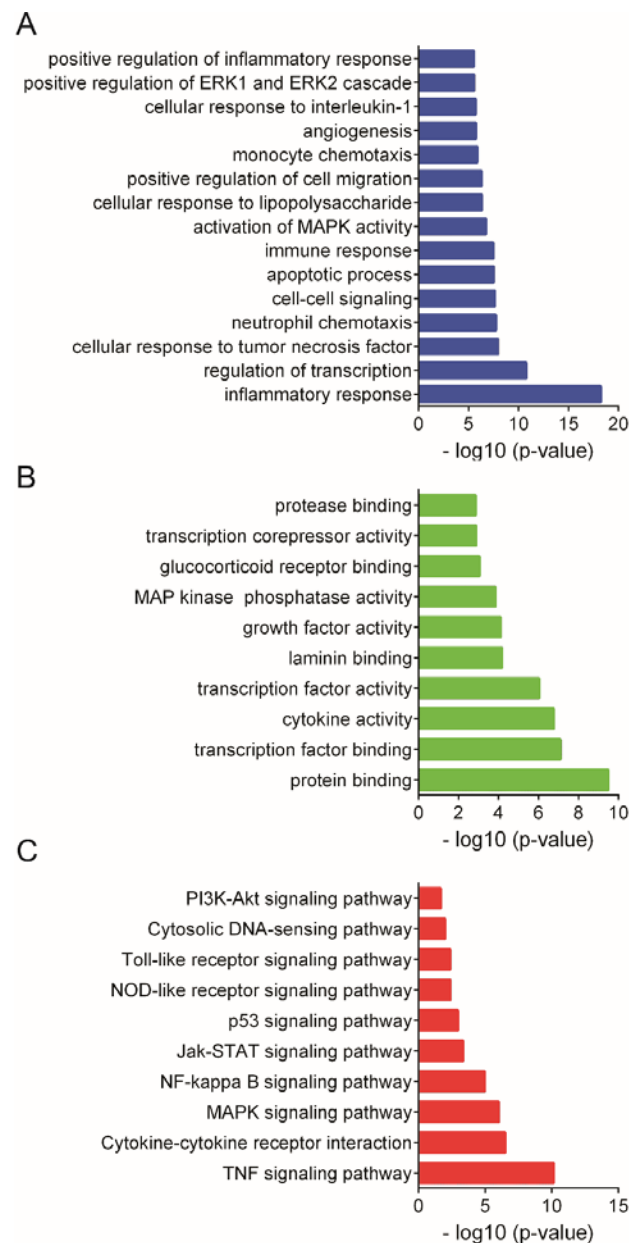 A
positive regulation of inflammatory response
positive regulation of ERK1 and ERK2 cascade
cellular response to interleukin-1
angiogenesis
monocyte chemotaxis
positive regulation of cell migration
cellular response to lipopolysaccharide
activation of MAPK activity
immune response
apoptotic process
cell-cell signaling
neutrophil chemotaxis
cellular response to tumor necrosis factor
regulation of transcription
inflammatory response
0 5 10 15 20
- log10 (p-value)
B
protease binding
transcription corepressor activity
glucocorticoid receptor binding
MAP kinase phosphatase activity
growth factor activity
laminin binding
transcription factor activity
cytokine activity
transcription factor binding
protein binding
0 2 4 6 8 10
- log10 (p-value)
C
PI3K-Akt signaling pathway
Cytosolic DNA-sensing pathway
Toll-like receptor signaling pathway
NOD-like receptor signaling pathway
p53 signaling pathway
Jak-STAT signaling pathway
NF-kappa B signaling pathway
MAPK signaling pathway
Cytokine-cytokine receptor interaction
TNF signaling pathway
0 5 10 15
- log10 (p-value)